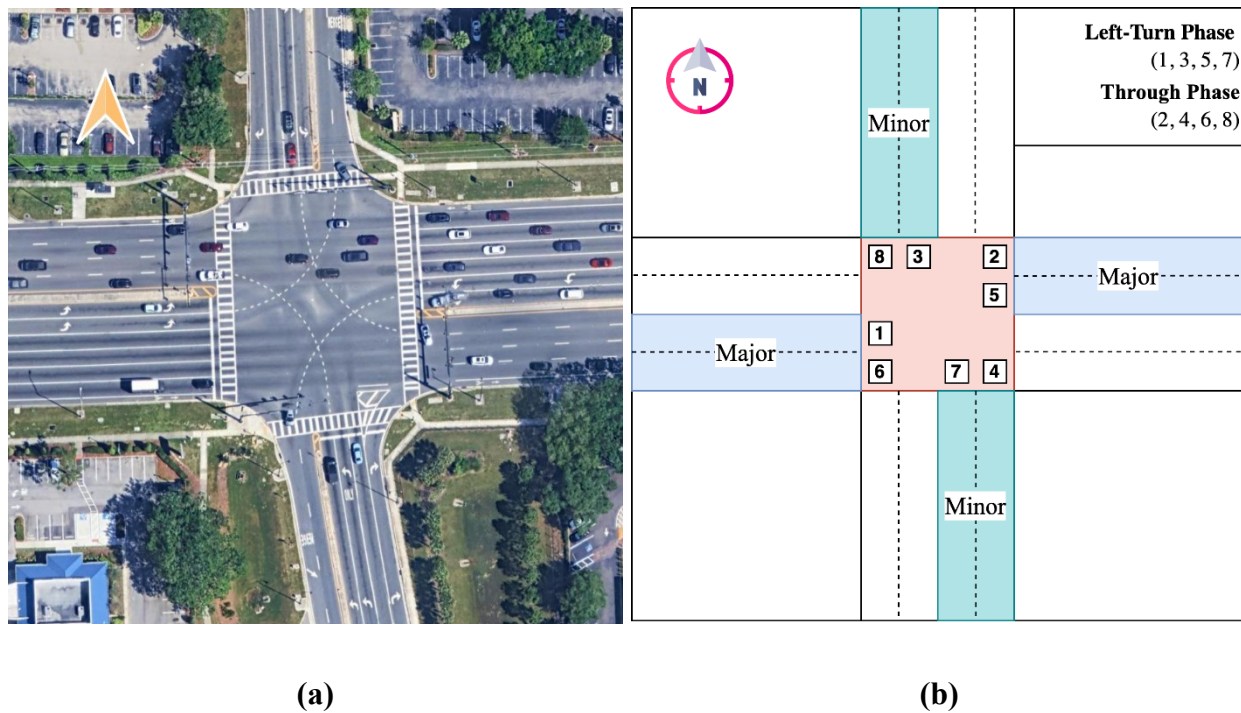 N
Minor
Left-Turn Phase
(1, 3, 5, 7)
Through Phase
(2, 4, 6, 8)
8 3 2
5
Major
1
Major
6 7 4
Minor
(a) (b)